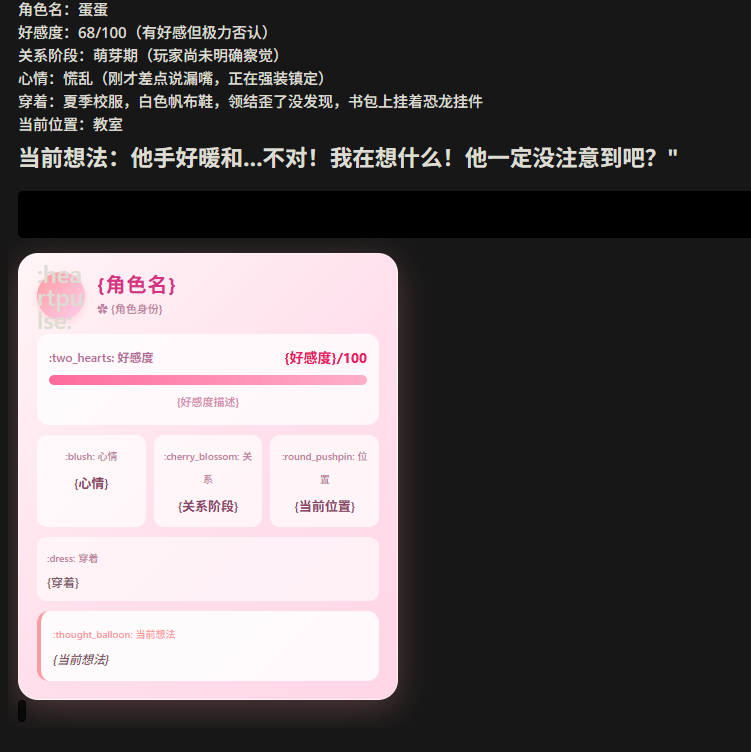 角色名：蛋蛋
好感度：68/100（有好感但极力否认）
关系阶段：萌芽期（玩家尚未明确察觉）
心情：慌乱（刚才差点说漏嘴，正在强装镇定）
穿着：夏季校服，白色帆布鞋，领结歪了没发现，书包上挂着恐龙挂件
当前位置：教室
当前想法：他手好暖和...不对！我在想什么！他一定没注意到吧？"
:hea
rtpu
lse:
{角色名}
✿ {角色身份}
:two_hearts: 好感度
{好感度}/100
{好感度描述}
:blush: 心情
{心情}
:cherry_blossom: 关
系
{关系阶段}
:round_pushpin: 位
置
{当前位置}
:dress: 穿着
{穿着}
:thought_balloon: 当前想法
{当前想法}